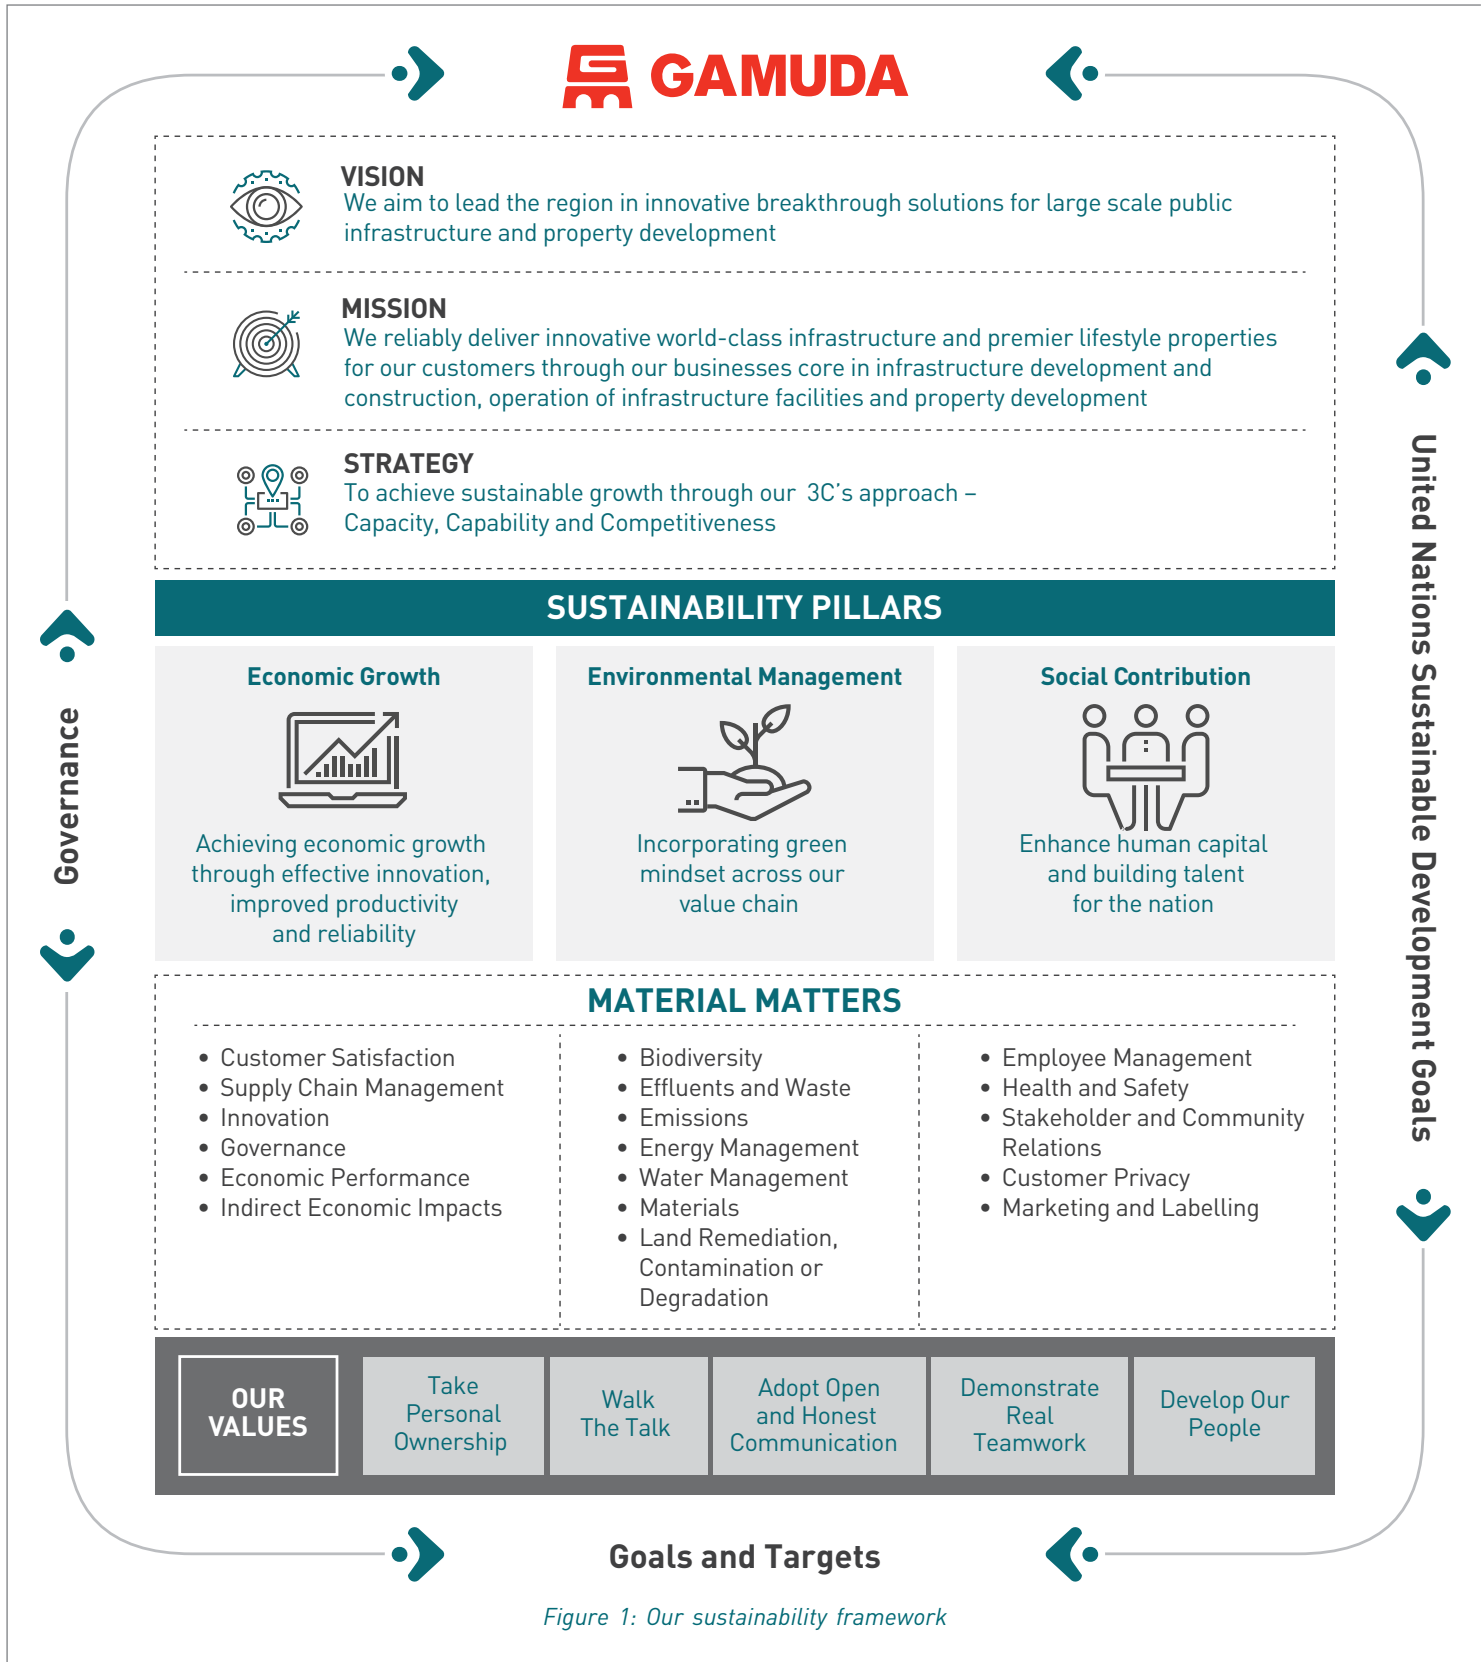 GAMUDA
VISION
We aim to lead the region in innovative breakthrough solutions for large scale public
infrastructure and property development
MISSION
We reliably deliver innovative world-class infrastructure and premier lifestyle properties
for our customers through our businesses core in infrastructure development and
construction, operation of infrastructure facilities and property development
STRATEGY
To achieve sustainable growth through our 3C's approach –
Capacity, Capability and Competitiveness
SUSTAINABILITY PILLARS
Economic Growth
Achieving economic growth
through effective innovation,
improved productivity
and reliability
Environmental Management
Incorporating green
mindset across our
value chain
Social Contribution
Enhance human capital
and building talent
for the nation
MATERIAL MATTERS
• Customer Satisfaction
• Supply Chain Management
• Innovation
• Governance
• Economic Performance
• Indirect Economic Impacts
• Biodiversity
• Effluents and Waste
• Emissions
• Energy Management
• Water Management
• Materials
• Land Remediation,
Contamination or
Degradation
• Employee Management
• Health and Safety
• Stakeholder and Community
Relations
• Customer Privacy
• Marketing and Labelling
OUR
VALUES
Take
Personal
Ownership
Walk
The Talk
Adopt Open
and Honest
Communication
Demonstrate
Real
Teamwork
Develop Our
People
Governance
United Nations Sustainable Development Goals
Goals and Targets
Figure 1: Our sustainability framework